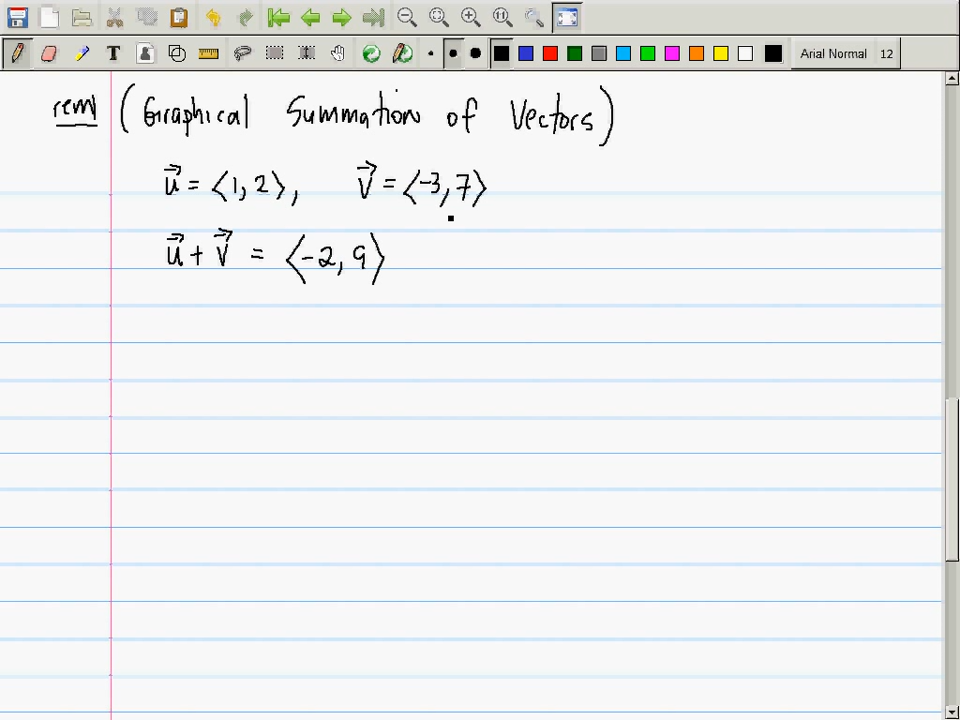 Arial Normal 12
rem (Graphical Summation of Vectors)
u⃗ = ⟨1, 2⟩, v⃗ = ⟨-3, 7⟩
u⃗ + v⃗ = ⟨-2, 9⟩